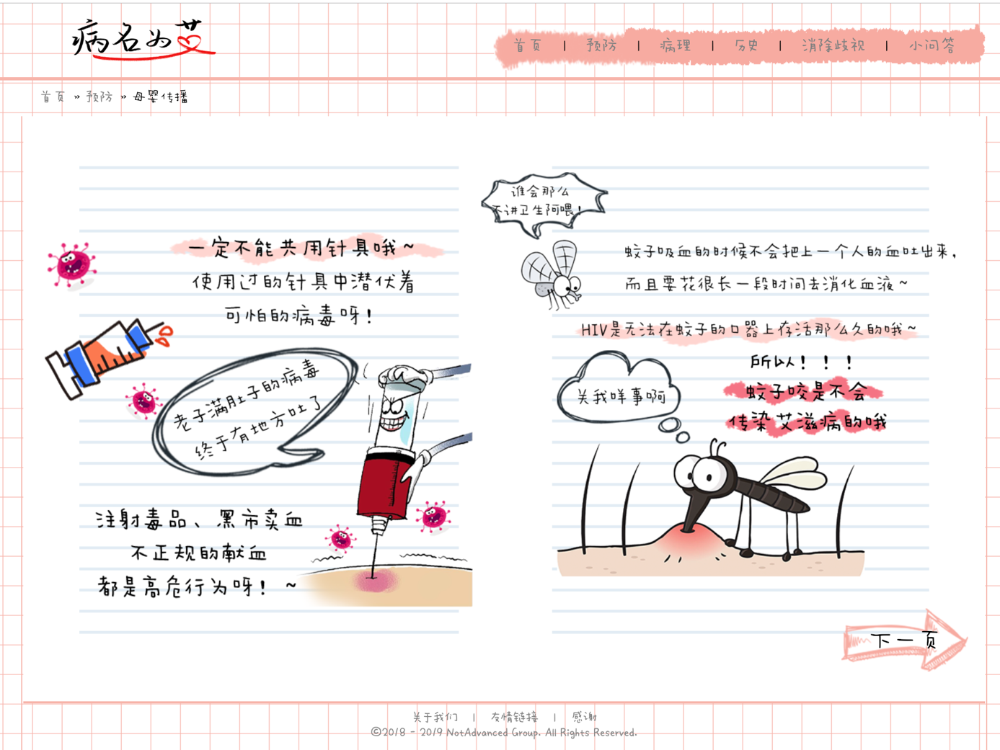 病名为艾
首页 | 预防 | 病理 | 历史 | 消除歧视 | 小问答
首页 » 预防 » 母婴传播
一定不能共用针具哦~
使用过的针具中潜伏着
可怕的病毒呀!
老子满肚子的病毒
终于有地方吐了
注射毒品、黑市卖血
不正规的献血
都是高危行为呀! ~
谁会那么
不讲卫生阿喂!
蚊子吸血的时候不会把上一个人的血吐出来,
而且要花很长一段时间去消化血液~
HIV是无法在蚊子的口器上存活那么久的哦~
所以! ! !
蚊子咬是不会
传染艾滋病的哦
关我咩事啊
下一页
关于我们 | 友情链接 | 感谢
©2018 - 2019 NotAdvanced Group. All Rights Reserved.